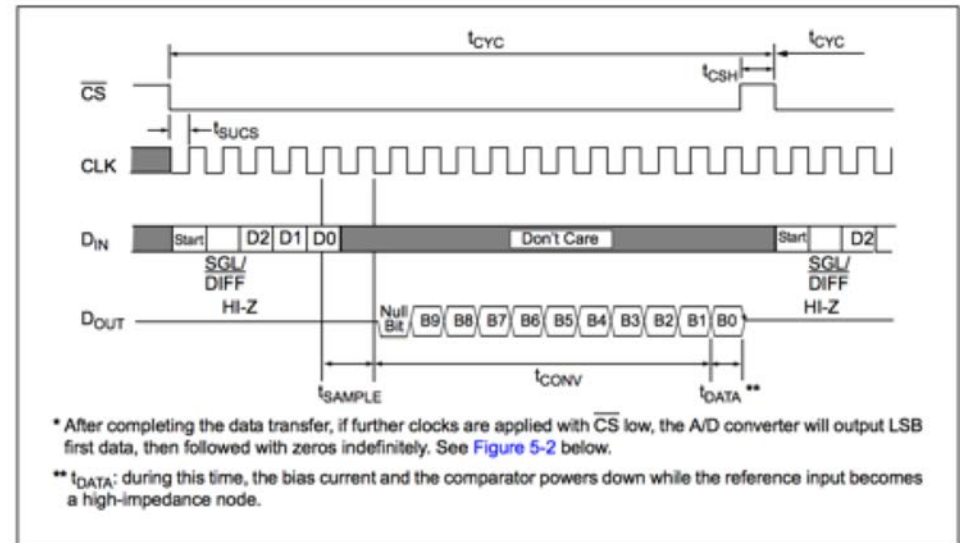 tCYC
tCYC
tCSH
CS
tSUCS
CLK
DIN
Start
D2
D1
D0
Don't Care
Start
D2
SGL/
DIFF
SGL/
DIFF
HI-Z
HI-Z
DOUT
Null
Bit
B9
B8
B7
B6
B5
B4
B3
B2
B1
B0
tCONV
tSAMPLE
tDATA **
* After completing the data transfer, if further clocks are applied with CS low, the A/D converter will output LSB
first data, then followed with zeros indefinitely. See Figure 5-2 below.
** tDATA: during this time, the bias current and the comparator powers down while the reference input becomes
a high-impedance node.